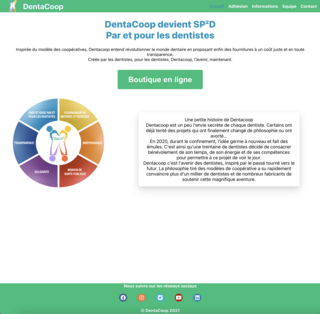 DentaCoop
Accueil Adhésion Informations Equipe Contact
DentaCoop devient SP²D
Par et pour les dentistes
Inspirée du modèle des coopératives, Dentacoop entend révolutionner le monde dentaire en proposant enfin des fournitures à un coût juste et en toute
transparence.
Créée par les dentistes, pour les dentistes, Dentacoop, l'avenir, maintenant.
Boutique en ligne
TRANSPARENCE
SOLIDARITÉ
Une petite histoire de Dentacoop
Dentacoop est un peu l'envie secrète de chaque dentiste. Certains ont
déjà tenté des projets qui ont finalement changé de philosophie ou ont
avorté...
En 2020, durant le confinement, l'idée germe à nouveau et fait des
émules. C'est ainsi qu'une trentaine de dentistes décide de consacrer
bénévolement de son temps, de son énergie et de ses compétences
pour permettre à ce projet de voir le jour.
Dentacoop c'est l'avenir des dentistes, inspiré par le passé tourné vers le
futur. La philosophie tiré des modèles de coopérative a su rapidement
convaincre plus d'un millier de dentistes et de nombreux fabricants de
soutenir cette magnifique aventure.
Nous suivre sur les réseaux sociaux
© DentaCoop 2021